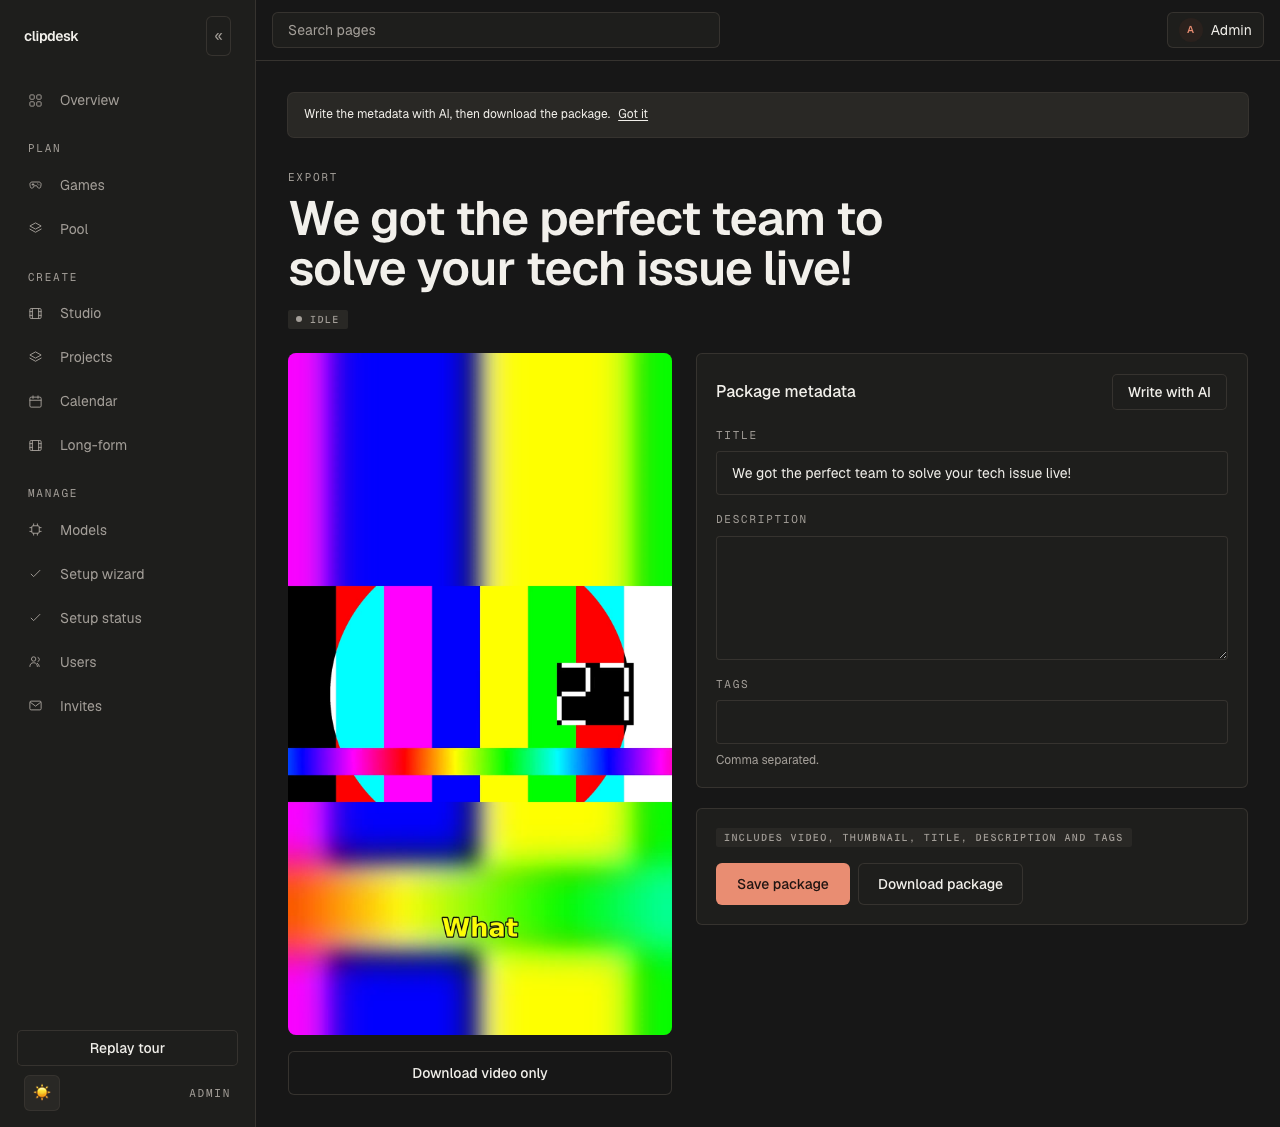 clipdesk
«
Search pages
A
Admin
Overview
PLAN
Games
Pool
CREATE
Studio
Projects
Calendar
Long-form
MANAGE
Models
Setup wizard
Setup status
Users
Invites
Replay tour
ADMIN
Write the metadata with AI, then download the package. Got it
EXPORT
We got the perfect team to
solve your tech issue live!
IDLE
What
Download video only
Package metadata
Write with AI
TITLE
We got the perfect team to solve your tech issue live!
DESCRIPTION
TAGS
Comma separated.
INCLUDES VIDEO, THUMBNAIL, TITLE, DESCRIPTION AND TAGS
Save package
Download package